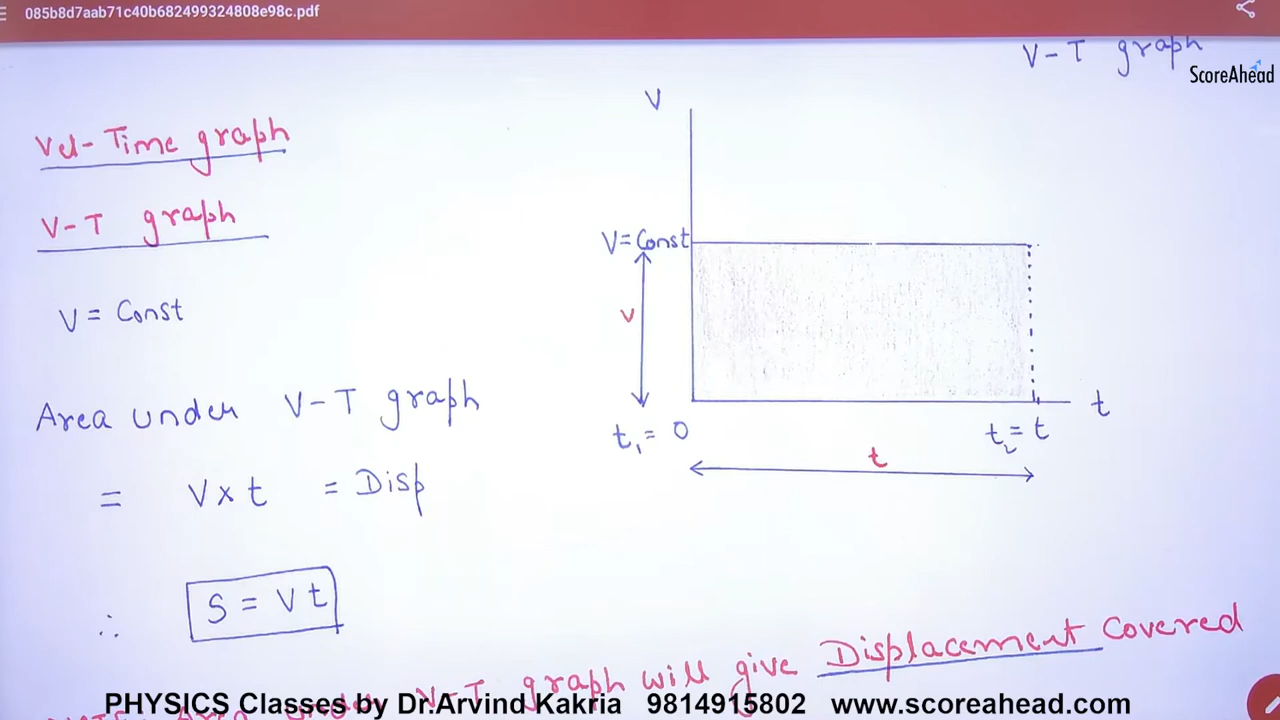 085b8d7aab71c40b682499324808e98c.pdf
V-T graph
ScoreAhead
Vel-Time graph
V-T graph
V = Const
Area under V-T graph
= V x t = Disp
∴ S = Vt
V
V=Const
V
t₁ = 0
t₂ = t
t
t
graph will give Displacement Covered
PHYSICS Classes by Dr.Arvind Kakria 9814915802 www.scoreahead.com